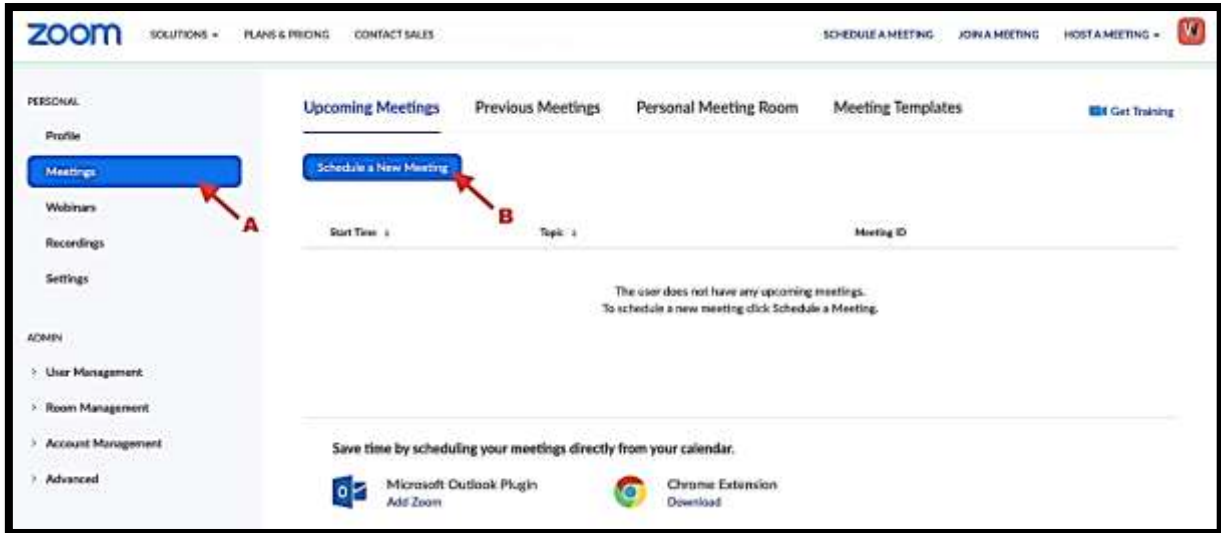 zoom SOLUTIONS PLANS & PRICING CONTACT SALES SCHEDULE A MEETING JOIN A MEETING HOST A MEETING
PERSONAL
Profile
Meetings
A
Webinars
Recordings
Settings
ADMIN
> User Management
> Room Management
> Account Management
> Advanced
Upcoming Meetings Previous Meetings Personal Meeting Room Meeting Templates Get Training
Schedule a New Meeting
B
Start Time Topic Meeting ID
The user does not have any upcoming meetings.
To schedule a new meeting click Schedule a Meeting.
Save time by scheduling your meetings directly from your calendar.
Microsoft Outlook Plugin
Add Zoom
Chrome Extension
Download